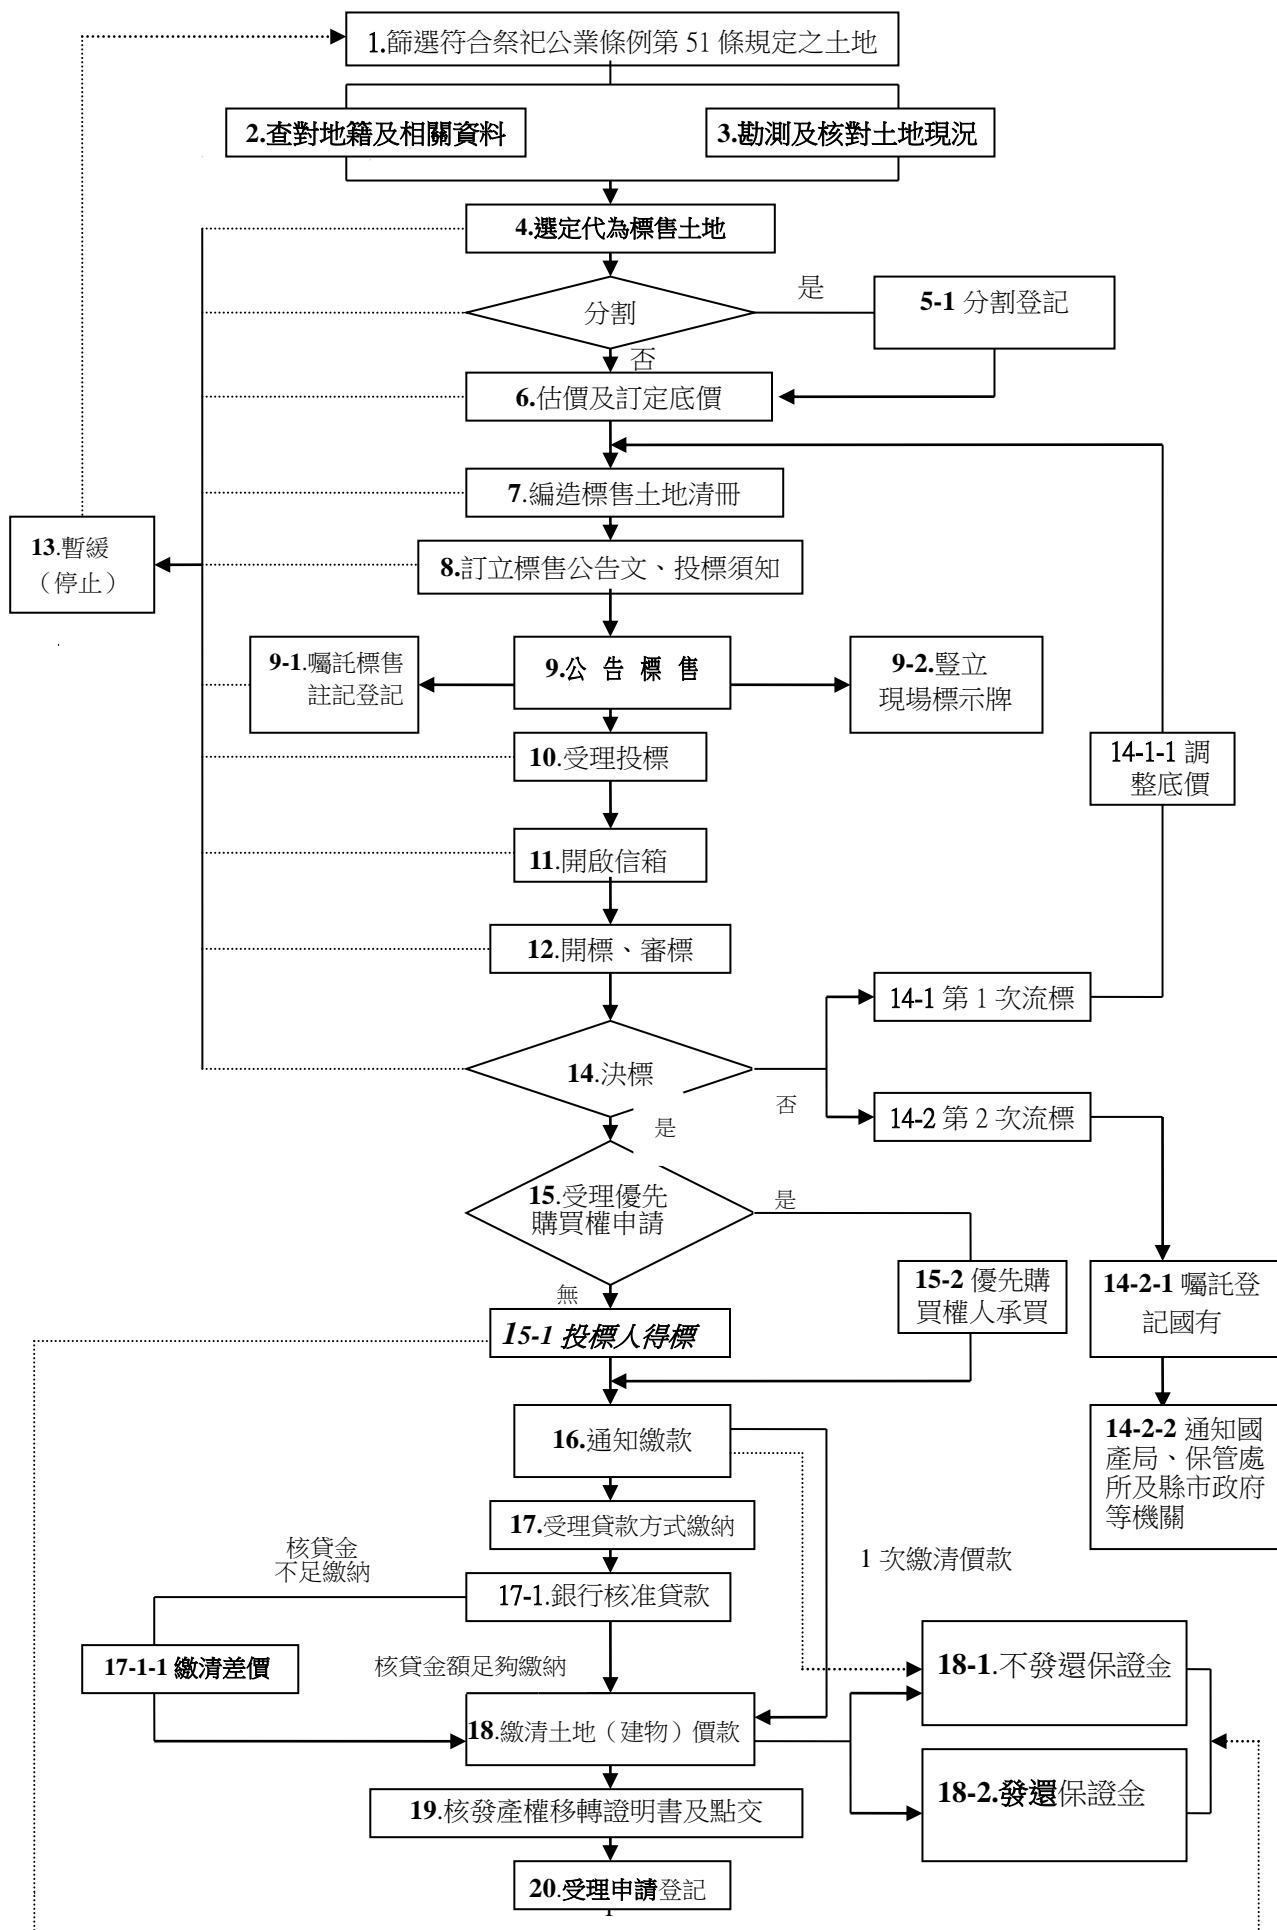 1.篩選符合祭祀公業條例第 51 條規定之土地
2.查對地籍及相關資料
3.勘測及核對土地現況
4.選定代為標售土地
分割
是
5-1 分割登記
否
6.估價及訂定底價
7.編造標售土地清冊
13.暫緩
（停止）
8.訂立標售公告文、投標須知
9-1.囑託標售
註記登記
9.公 告 標 售
9-2.豎立
現場標示牌
10.受理投標
14-1-1 調
整底價
11.開啟信箱
12.開標、審標
14-1 第 1 次流標
14.決標
否
14-2 第 2 次流標
是
15.受理優先
購買權申請
是
15-2 優先購
買權人承買
14-2-1 囑託登
記國有
無
15-1 投標人得標
16.通知繳款
14-2-2 通知國
產局、保管處
所及縣市政府
等機關
17.受理貸款方式繳納
核貸金
不足繳納
1 次繳清價款
17-1.銀行核准貸款
17-1-1 繳清差價
核貸金額足夠繳納
18-1.不發還保證金
18.繳清土地（建物）價款
18-2.發還保證金
19.核發產權移轉證明書及點交
20.受理申請登記